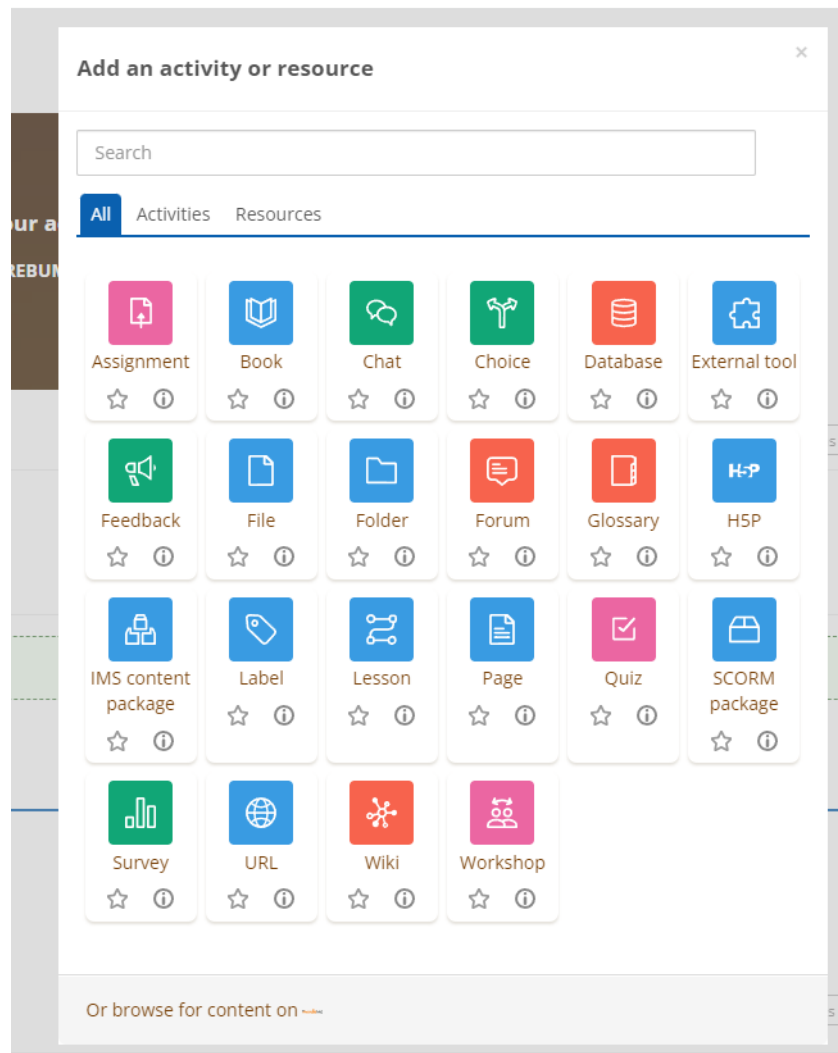 Add an activity or resource
×
Search
All Activities Resources
our a
REBUM
Assignment Book Chat Choice Database External tool
Feedback File Folder Forum Glossary H5P
H5P
IMS content package Label Lesson Page Quiz SCORM package
Survey URL Wiki Workshop
Or browse for content on